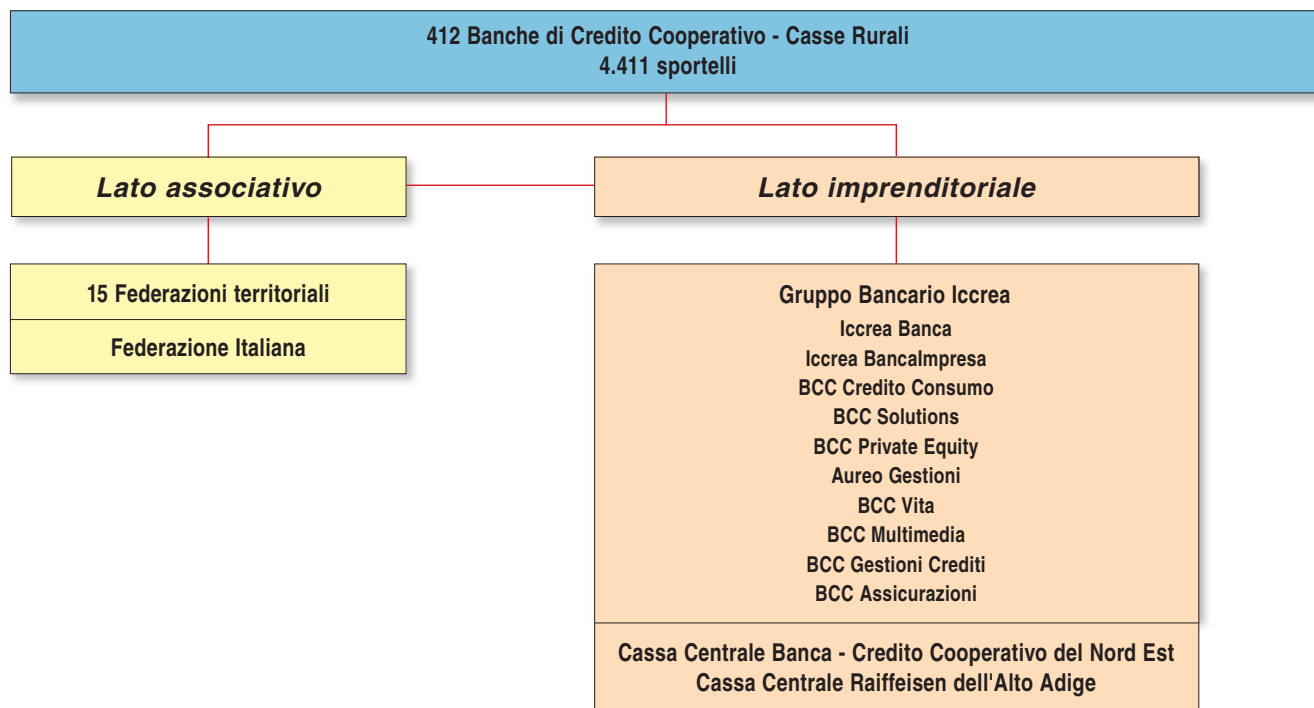 412 Banche di Credito Cooperativo - Casse Rurali
4.411 sportelli
Lato associativo
Lato imprenditoriale
15 Federazioni territoriali
Federazione Italiana
Gruppo Bancario Iccrea
Iccrea Banca
Iccrea BancaImpresa
BCC Credito Consumo
BCC Solutions
BCC Private Equity
Aureo Gestioni
BCC Vita
BCC Multimedia
BCC Gestioni Crediti
BCC Assicurazioni
Cassa Centrale Banca - Credito Cooperativo del Nord Est
Cassa Centrale Raiffeisen dell'Alto Adige